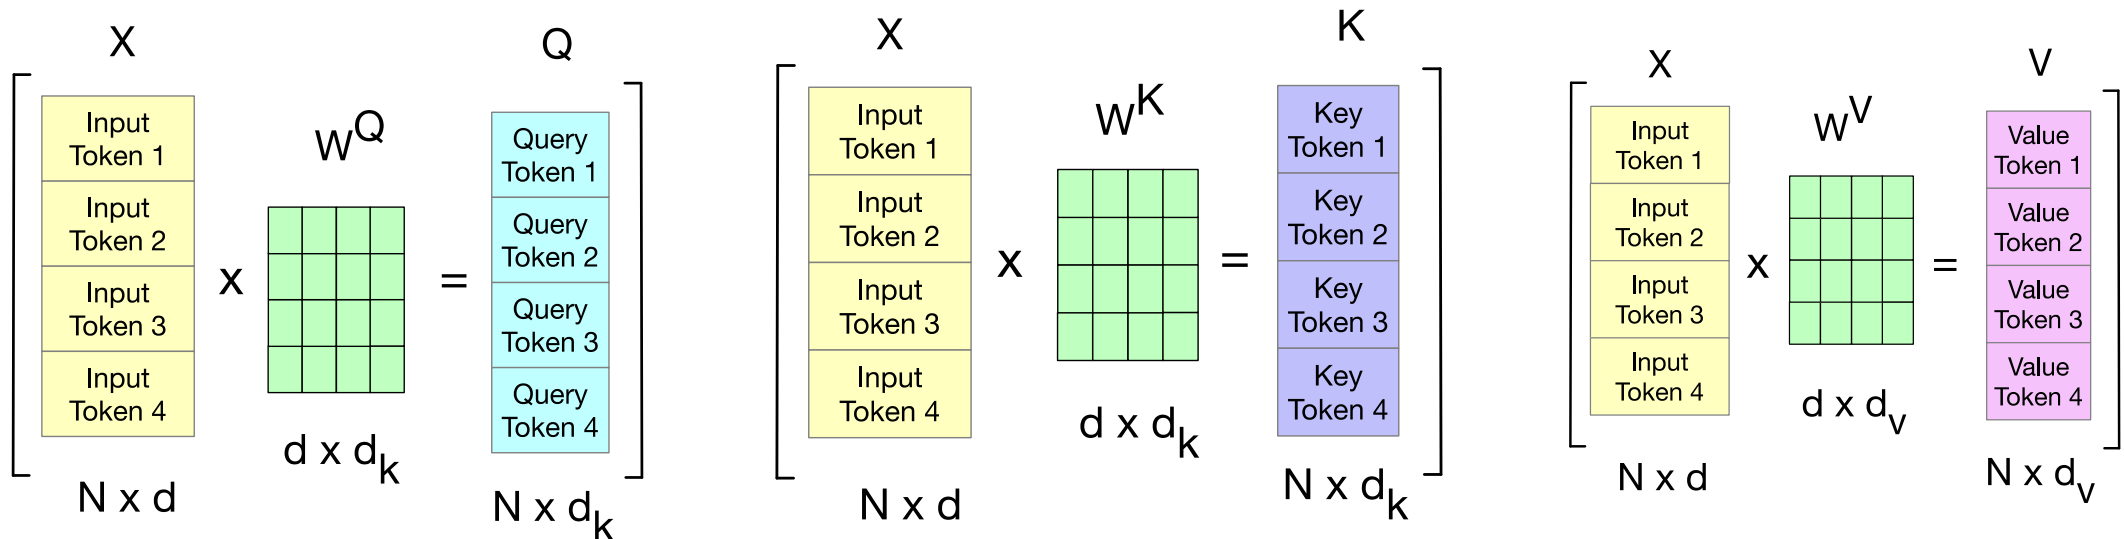 X
Input
Token 1
Input
Token 2
Input
Token 3
Input
Token 4
N x d
x
W^Q
d x d_k
=
Q
Query
Token 1
Query
Token 2
Query
Token 3
Query
Token 4
N x d_k
X
Input
Token 1
Input
Token 2
Input
Token 3
Input
Token 4
N x d
x
W^K
d x d_k
=
K
Key
Token 1
Key
Token 2
Key
Token 3
Key
Token 4
N x d_k
X
Input
Token 1
Input
Token 2
Input
Token 3
Input
Token 4
N x d
x
W^V
d x d_v
=
V
Value
Token 1
Value
Token 2
Value
Token 3
Value
Token 4
N x d_v